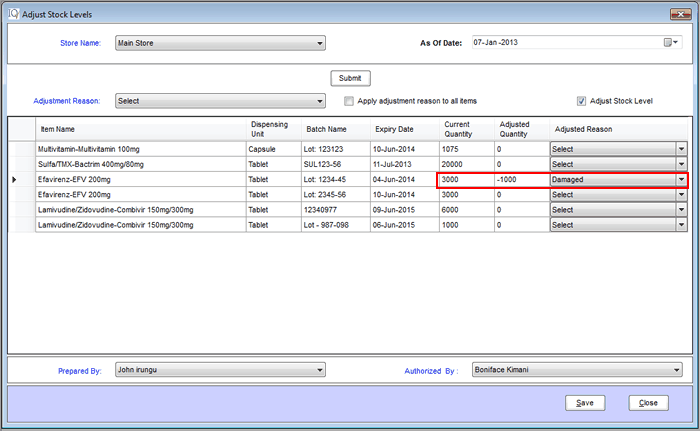 IQ Adjust Stock Levels
Store Name: Main Store As Of Date: 07-Jan -2013
Submit
Adjustment Reason: Select Apply adjustment reason to all items Adjust Stock Level
Item Name Dispensing Unit Batch Name Expiry Date Current Quantity Adjusted Quantity Adjusted Reason
Multivitamin-Multivitamin 100mg Capsule Lot: 123123 10-Jun-2014 1075 0 Select
Sulfa/TMX-Bactrim 400mg/80mg Tablet SUL123-56 11-Jul-2013 20000 0 Select
Efavirenz-EFV 200mg Tablet Lot: 1234-45 04-Jun-2014 3000 -1000 Damaged
Efavirenz-EFV 200mg Tablet Lot: 2345-56 10-Jun-2014 3000 0 Select
Lamivudine/Zidovudine-Combivir 150mg/300mg Tablet 12340977 09-Jun-2015 6000 0 Select
Lamivudine/Zidovudine-Combivir 150mg/300mg Tablet Lot - 987-098 06-Jun-2015 1000 0 Select
Prepared By: John irungu Authorized By : Boniface Kimani
Save Close